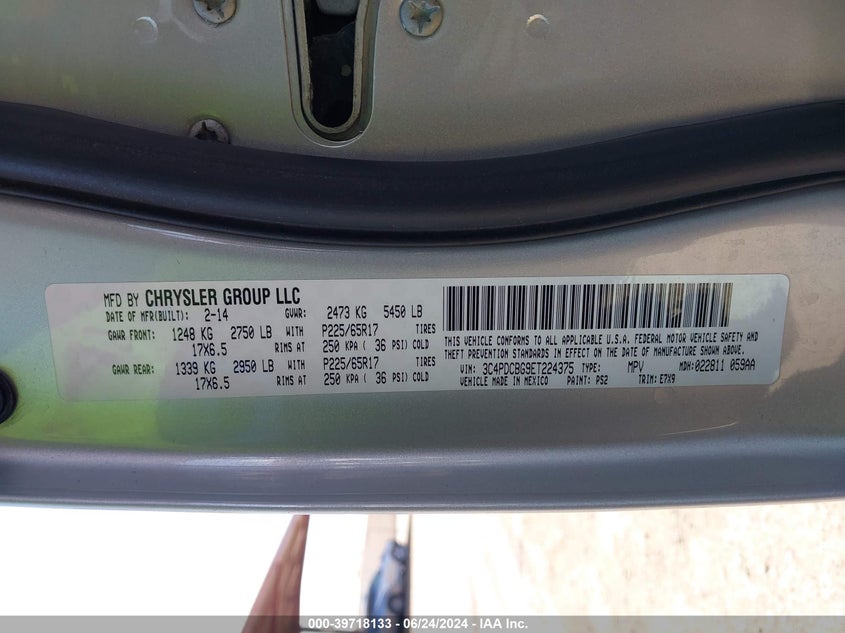 MFD BY CHRYSLER GROUP LLC
DATE OF MFR(BUILT): 2-14 GVWR: 2473 KG 5450 LB
GAWR FRONT: 1248 KG 2750 LB WITH P225/65R17 TIRES
17X6.5 RIMS AT 250 KPA ( 36 PSI) COLD
GAWR REAR: 1339 KG 2950 LB WITH P225/65R17 TIRES
17X6.5 RIMS AT 250 KPA ( 36 PSI) COLD
THIS VEHICLE CONFORMS TO ALL APPLICABLE U.S.A. FEDERAL MOTOR VEHICLE SAFETY AND
THEFT PREVENTION STANDARDS IN EFFECT ON THE DATE OF MANUFACTURE SHOWN ABOVE.
VIN: 3C4PDCBG9ET224375 TYPE: MPV MDH: 022811 059AA
VEHICLE MADE IN MEXICO PAINT: PS2 TRIM: E7X9
000-39718133 - 06/24/2024 - IAA Inc.